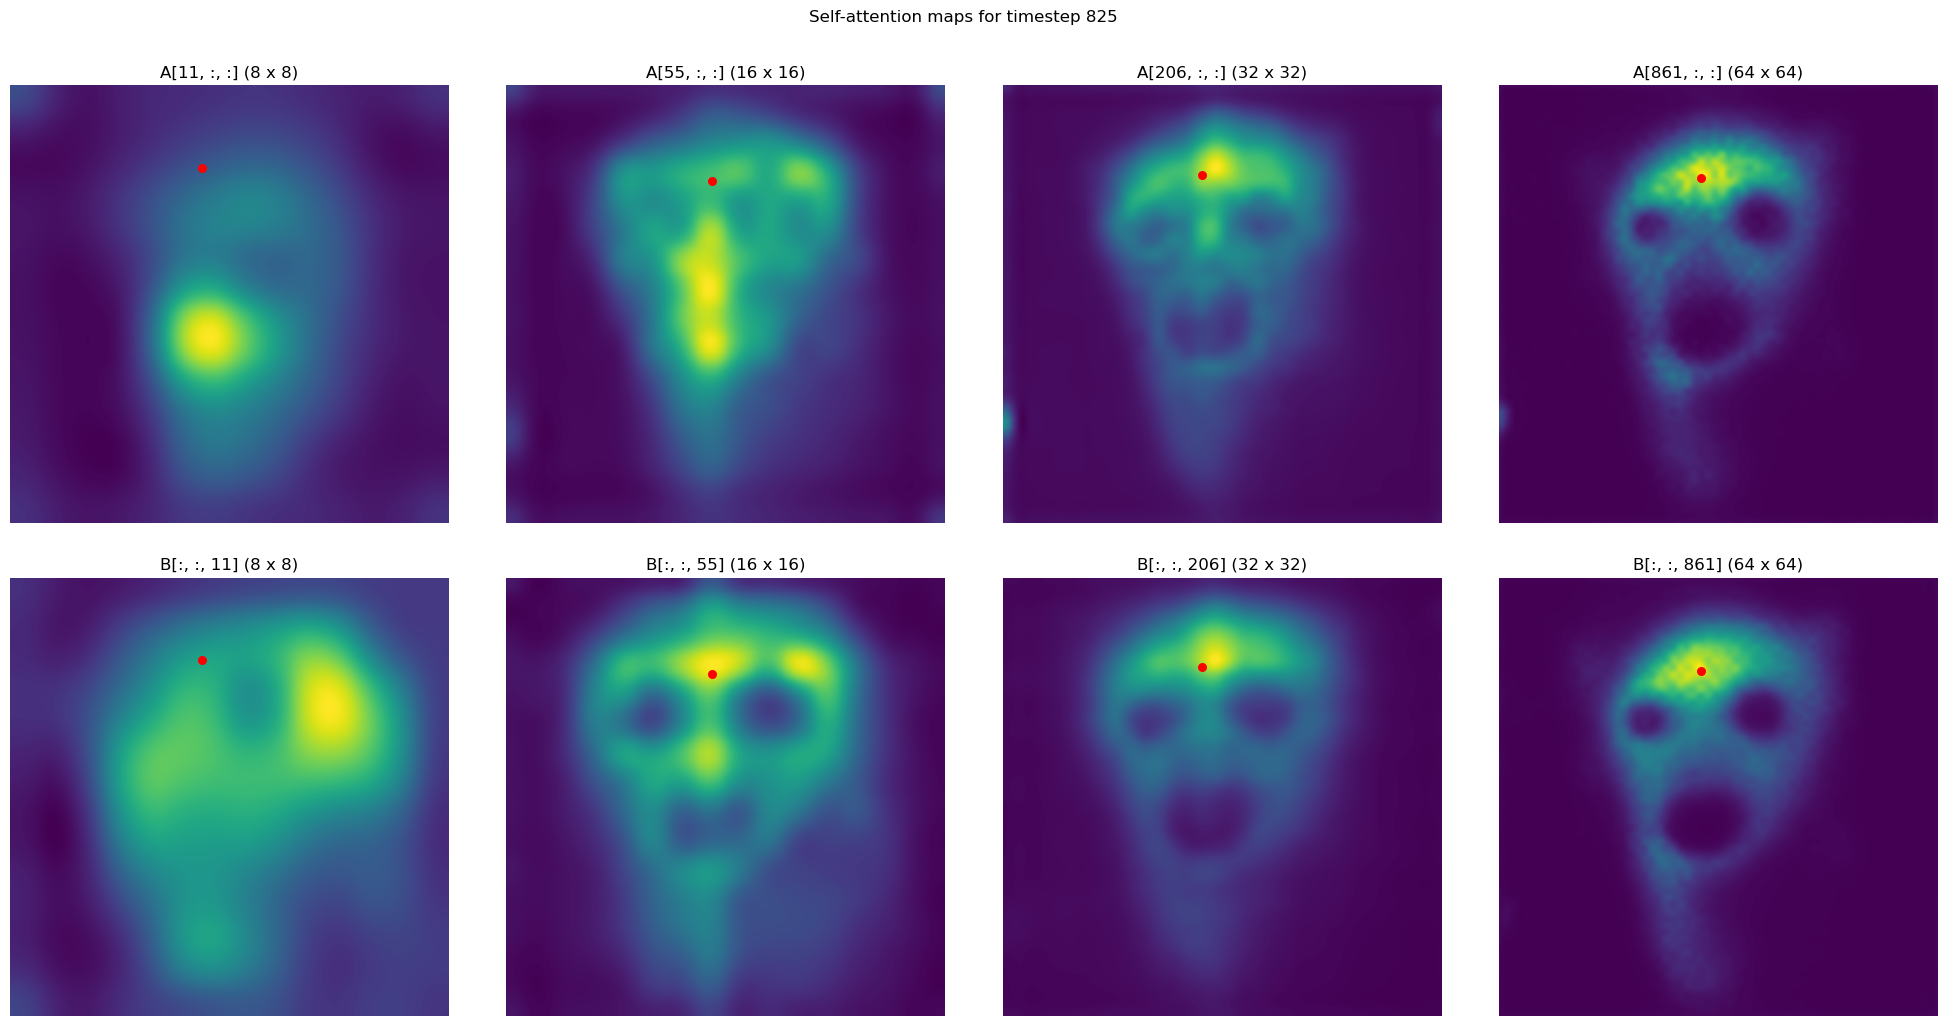 Self-attention maps for timestep 825
A[11, :, :] (8 x 8)
A[55, :, :] (16 x 16)
A[206, :, :] (32 x 32)
A[861, :, :] (64 x 64)
B[:, :, 11] (8 x 8)
B[:, :, 55] (16 x 16)
B[:, :, 206] (32 x 32)
B[:, :, 861] (64 x 64)